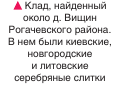 ▲ Клад, найденный
около д. Вищин
Рогачевского района.
В нем были киевские,
новгородские
и литовские
серебряные слитки